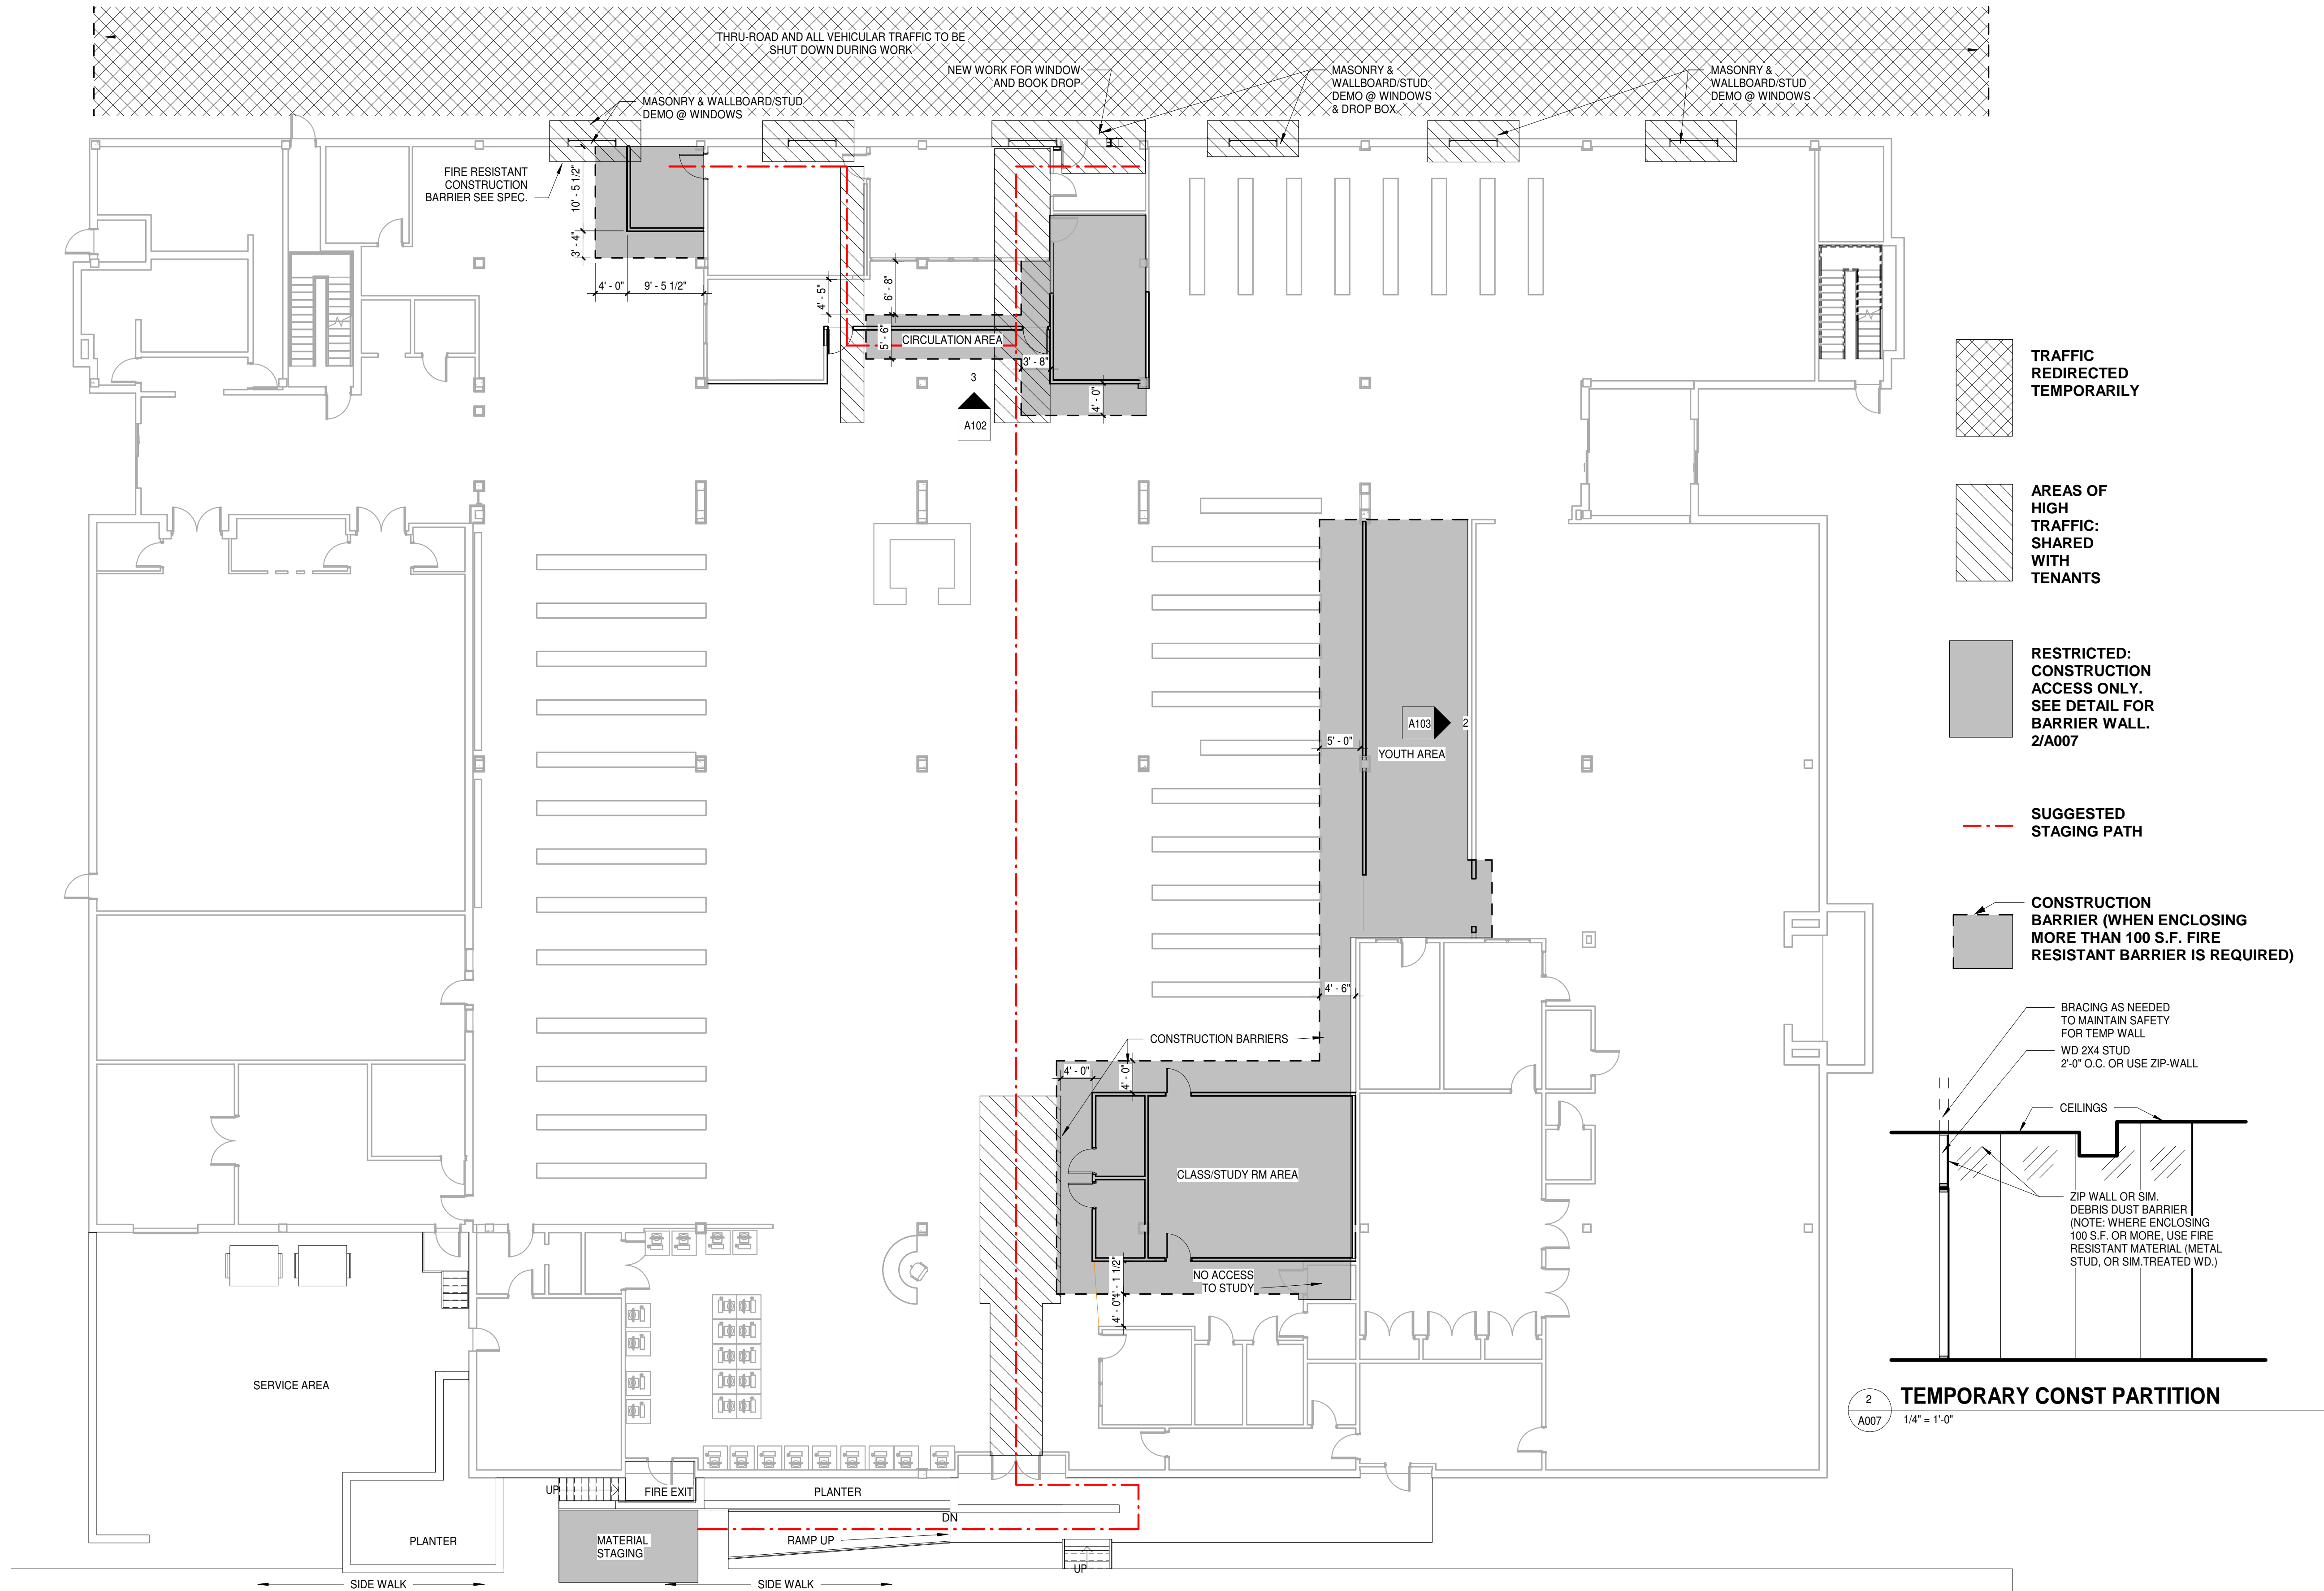 THRU-ROAD AND ALL VEHICULAR TRAFFIC TO BE
SHUT DOWN DURING WORK
NEW WORK FOR WINDOW
AND BOOK DROP
MASONRY &
WALLBOARD/STUD
DEMO @ WINDOWS
& DROP BOX
MASONRY &
WALLBOARD/STUD
DEMO @ WINDOWS
MASONRY & WALLBOARD/STUD
DEMO @ WINDOWS
FIRE RESISTANT
CONSTRUCTION
BARRIER SEE SPEC.
10' - 5 1/2"
3' - 4"
4' - 0"
9' - 5 1/2"
4' - 5"
6' - 8"
5' - 6"
CIRCULATION AREA
3' - 8"
4' - 0"
3
A102
TRAFFIC
REDIRECTED
TEMPORARILY
AREAS OF
HIGH
TRAFFIC:
SHARED
WITH
TENANTS
RESTRICTED:
CONSTRUCTION
ACCESS ONLY.
SEE DETAIL FOR
BARRIER WALL.
2/A007
SUGGESTED
STAGING PATH
CONSTRUCTION
BARRIER (WHEN ENCLOSING
MORE THAN 100 S.F. FIRE
RESISTANT BARRIER IS REQUIRED)
A103
2
5' - 0"
YOUTH AREA
4' - 6"
CONSTRUCTION BARRIERS
4' - 0"
4' - 0"
CLASS/STUDY RM AREA
NO ACCESS
TO STUDY
4' - 1 1/2"
4' - 0"
BRACING AS NEEDED
TO MAINTAIN SAFETY
FOR TEMP WALL
WD 2X4 STUD
2'-0" O.C. OR USE ZIP-WALL
CEILINGS
ZIP WALL OR SIM.
DEBRIS DUST BARRIER
(NOTE: WHERE ENCLOSING
100 S.F. OR MORE, USE FIRE
RESISTANT MATERIAL (METAL
STUD, OR SIM.TREATED WD.)
2
A007
TEMPORARY CONST PARTITION
1/4" = 1'-0"
SERVICE AREA
UP
FIRE EXIT
PLANTER
DN
PLANTER
MATERIAL
STAGING
RAMP UP
UP
SIDE WALK
SIDE WALK